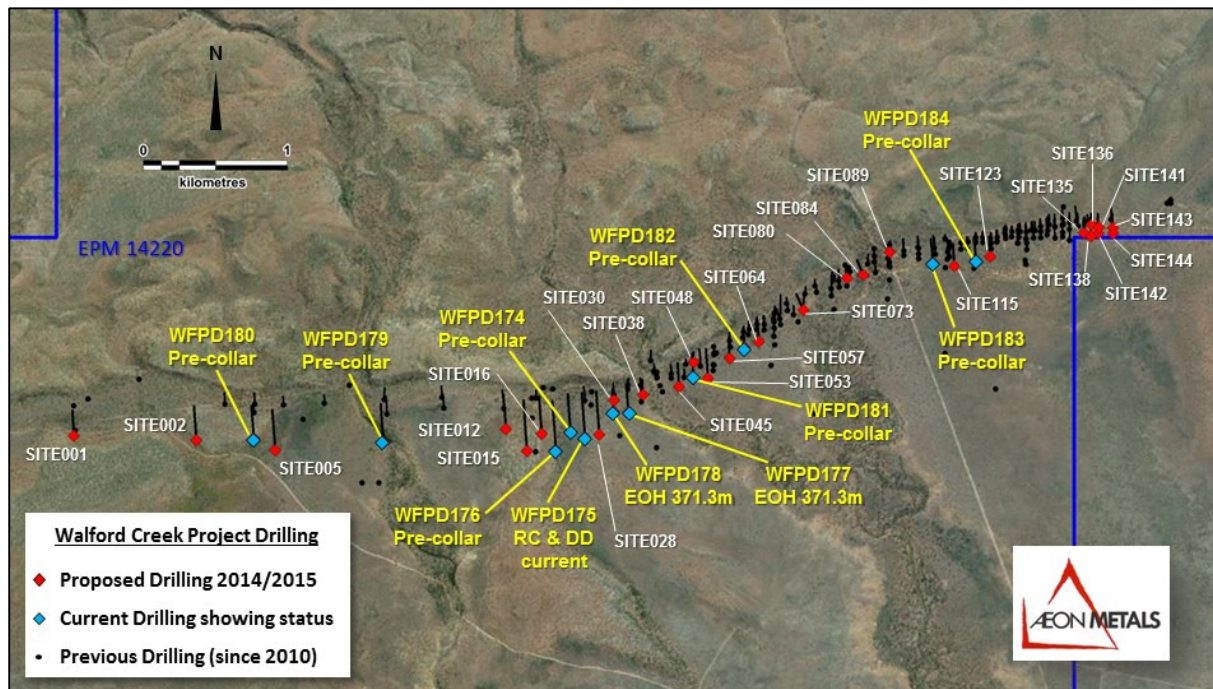 N
0 1
kilometres
EPM 14220
SITE136
WFPD184
Pre-collar
SITE123
SITE135
SITE141
SITE089
SITE143
SITE084
SITE080
WFPD182
Pre-collar
SITE064
SITE138
SITE144
SITE142
SITE115
SITE048
SITE030
SITE073
WFPD174
Pre-collar
SITE038
WFPD183
Pre-collar
WFPD180
Pre-collar
WFPD179
Pre-collar
SITE057
SITE016
SITE053
SITE002
SITE012
SITE045
WFPD181
Pre-collar
SITE001
SITE005
SITE015
WFPD178
EOH 371.3m
WFPD177
EOH 371.3m
WFPD176
Pre-collar
WFPD175
RC & DD
current
SITE028
Walford Creek Project Drilling
Proposed Drilling 2014/2015
Current Drilling showing status
Previous Drilling (since 2010)
ÆON METALS